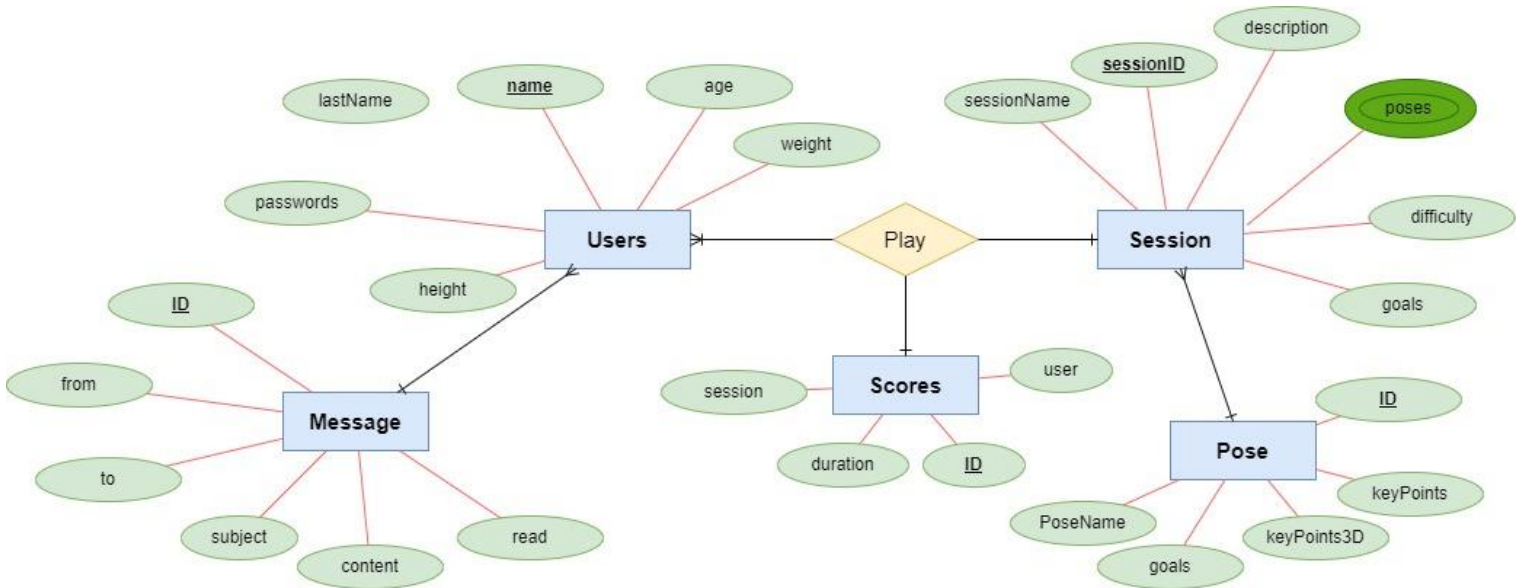 description
name
age
sessionID
lastName
sessionName
poses
weight
passwords
difficulty
Users
Play
Session
height
ID
goals
from
session
Scores
user
Message
ID
Pose
to
duration
ID
keyPoints
PoseName
subject
read
keyPoints3D
content
goals